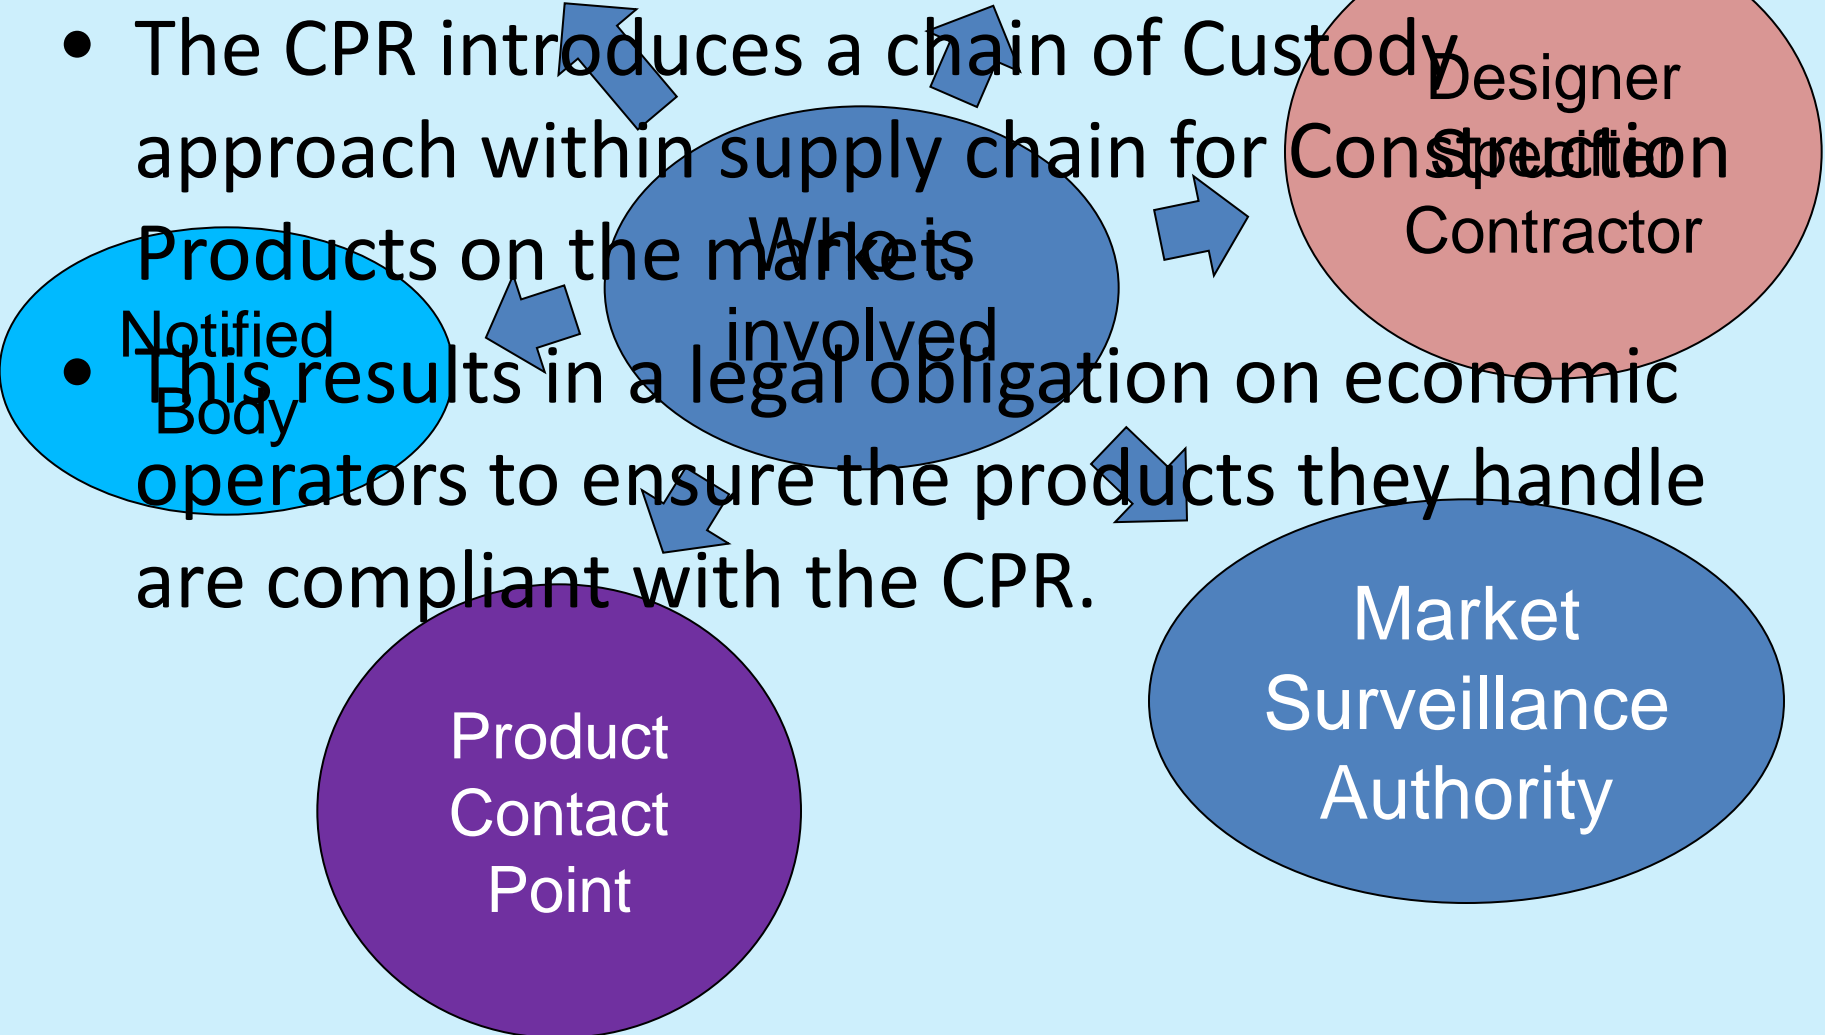 • The CPR introduces a chain of Custody
approach within supply chain for Construction
Products on the market.
• This results in a legal obligation on economic
operators to ensure the products they handle
are compliant with the CPR.
Designer
Specifier
Contractor
Who is
involved
Notified
Body
Market
Surveillance
Authority
Product
Contact
Point